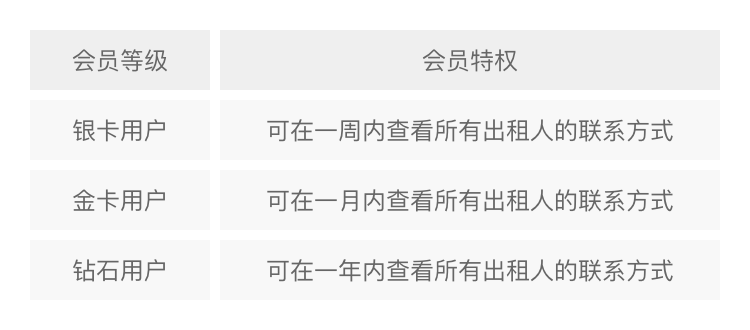 会员等级 会员特权
银卡用户 可在一周内查看所有出租人的联系方式
金卡用户 可在一月内查看所有出租人的联系方式
钻石用户 可在一年内查看所有出租人的联系方式